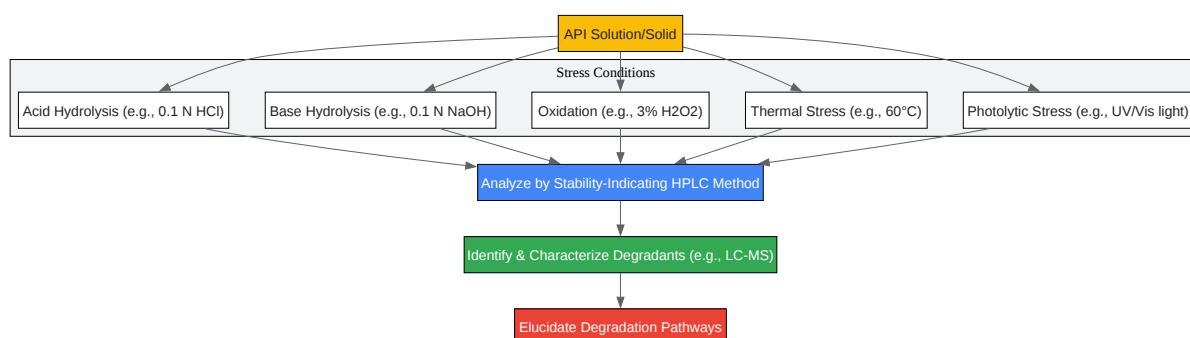 API Solution/Solid
Stress Conditions
Acid Hydrolysis (e.g., 0.1 N HCl)
Base Hydrolysis (e.g., 0.1 N NaOH)
Oxidation (e.g., 3% H2O2)
Thermal Stress (e.g., 60°C)
Photolytic Stress (e.g., UV/Vis light)
Analyze by Stability-Indicating HPLC Method
Identify & Characterize Degradants (e.g., LC-MS)
Elucidate Degradation Pathways